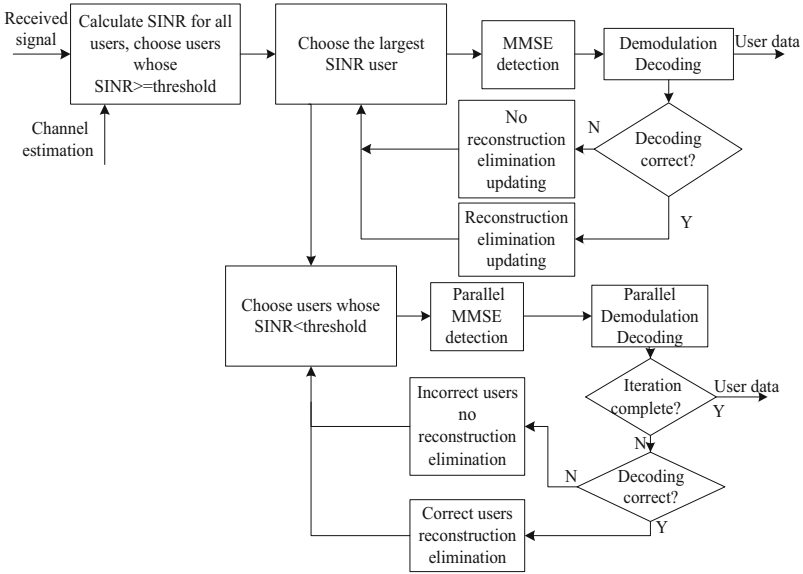 Received
signal
Calculate SINR for all
users, choose users
whose
SINR>=threshold
Channel
estimation
Choose the largest
SINR user
MMSE
detection
Demodulation
Decoding
User data
N
No
reconstruction
elimination
updating
Decoding
correct?
Y
Reconstruction
elimination
updating
Choose users whose
SINR<threshold
Parallel
MMSE
detection
Parallel
Demodulation
Decoding
Iteration
complete?
User data
Y
N
Incorrect users
no
reconstruction
elimination
N
Decoding
correct?
Y
Correct users
reconstruction
elimination